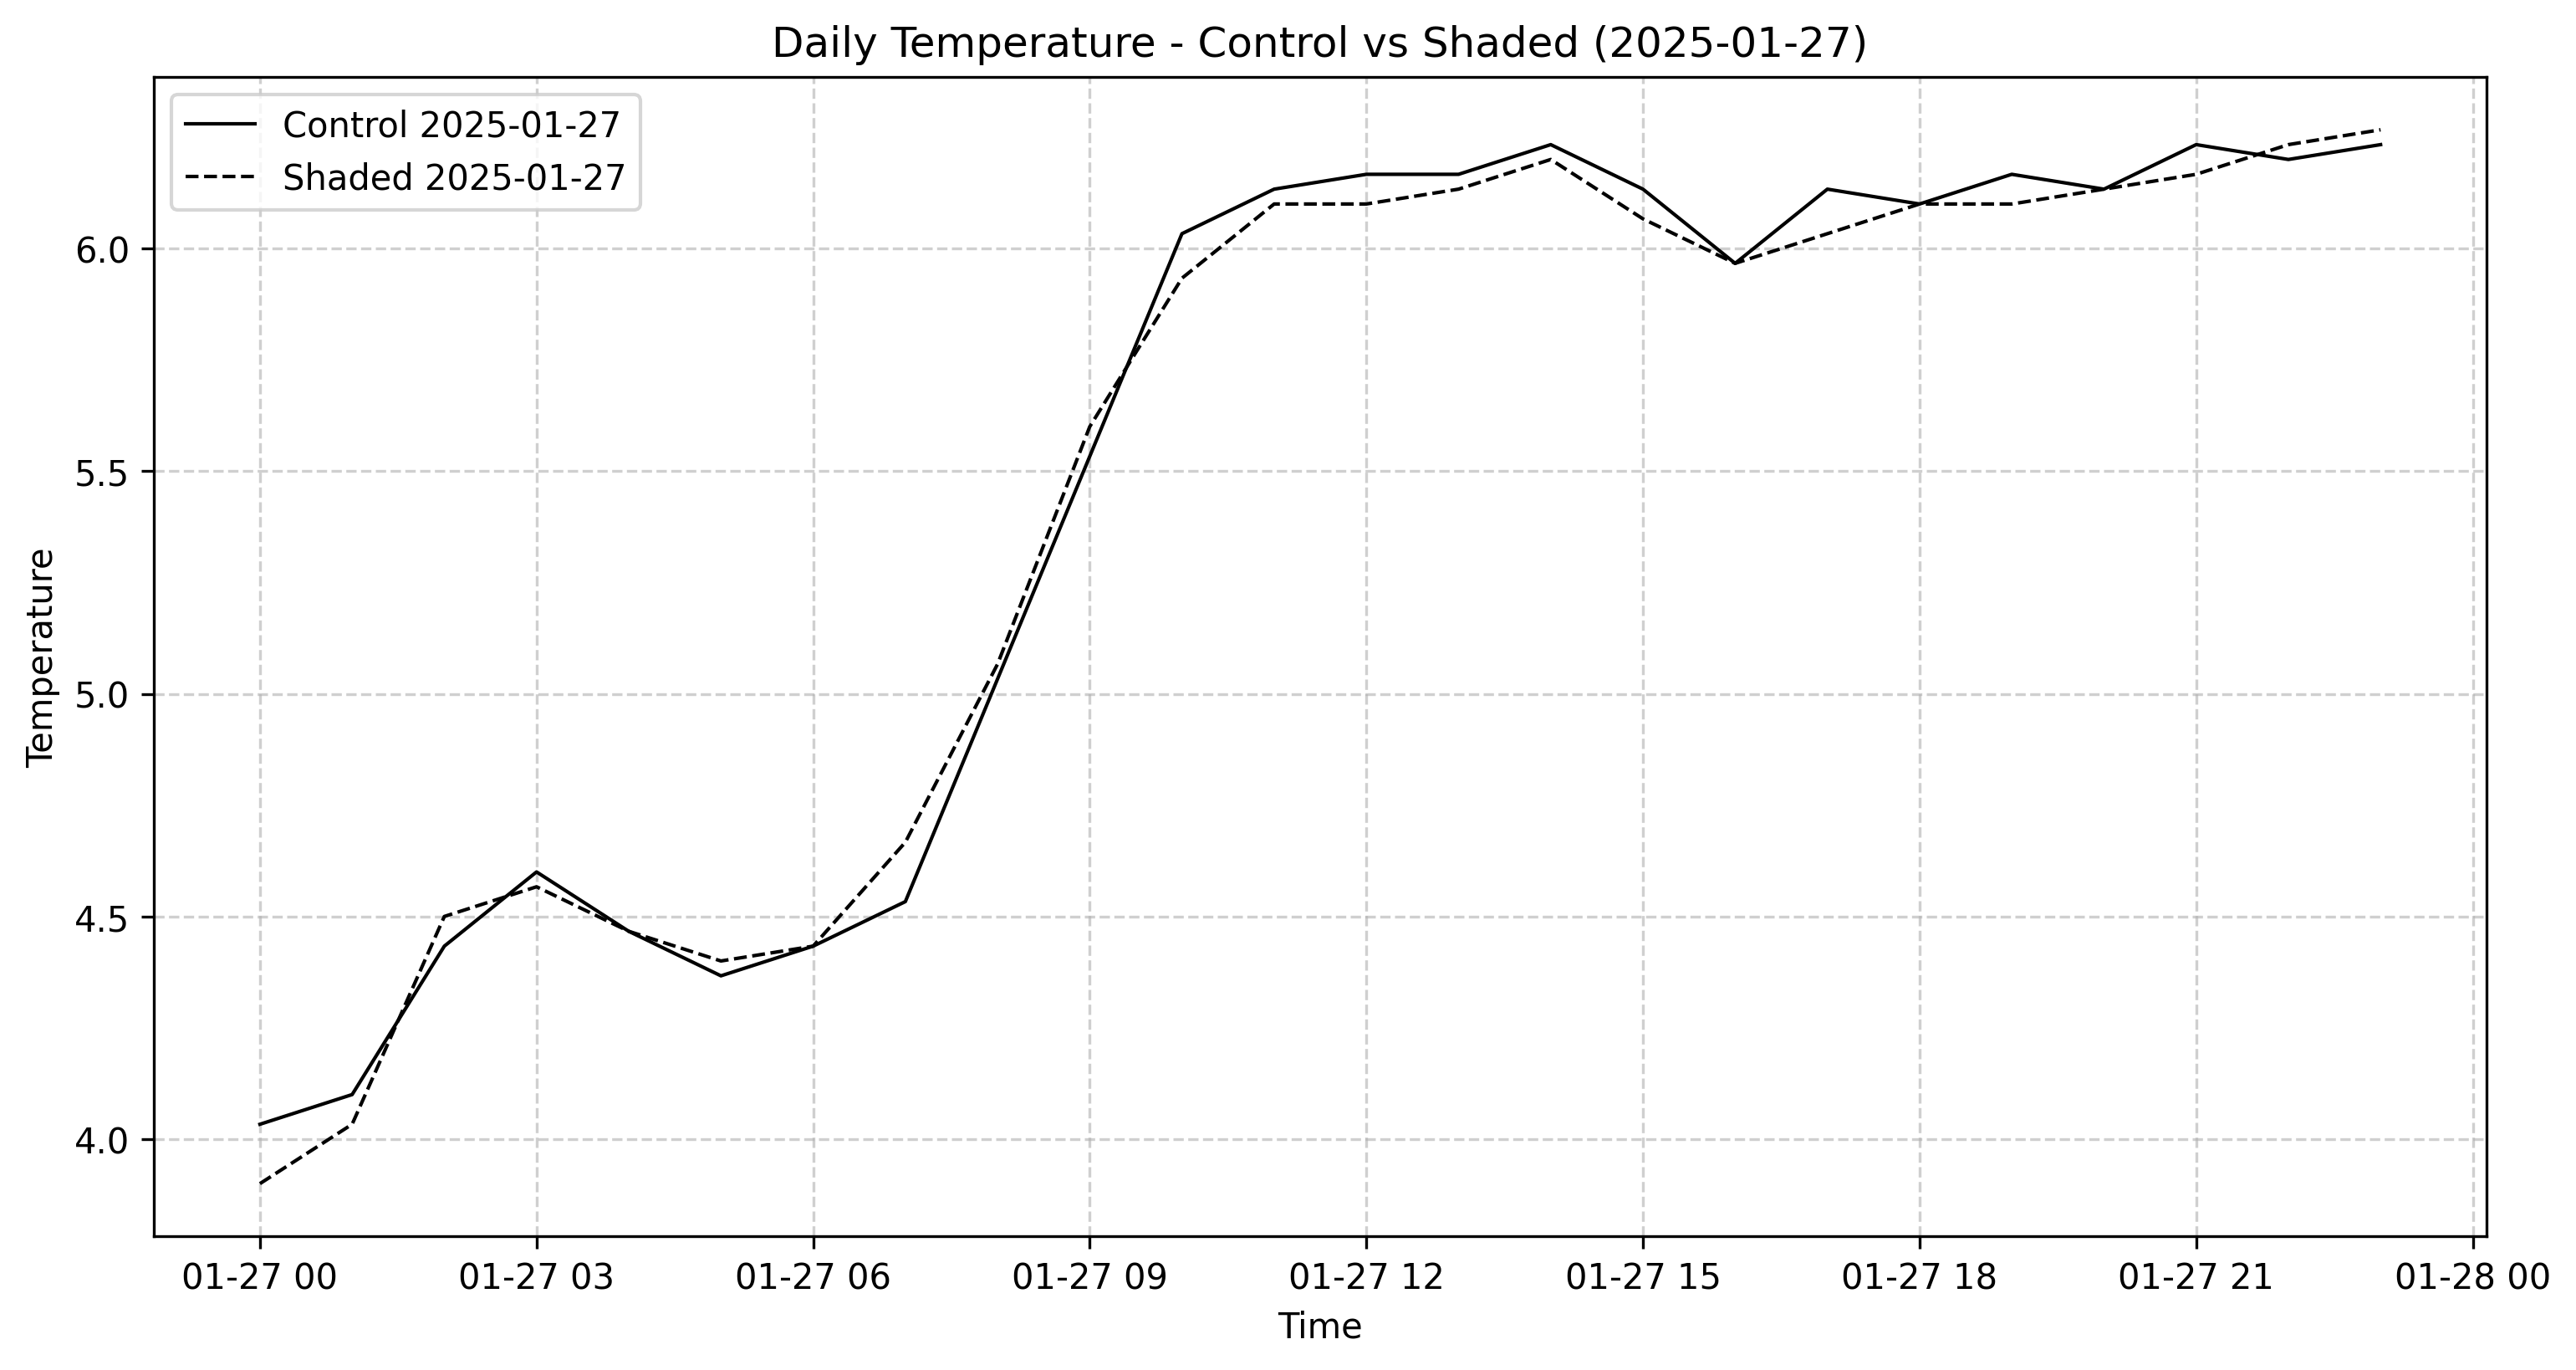 Daily Temperature - Control vs Shaded (2025-01-27)
Control 2025-01-27
Shaded 2025-01-27
6.0
5.5
5.0
4.5
4.0
Temperature
01-27 00 01-27 03 01-27 06 01-27 09 01-27 12 01-27 15 01-27 18 01-27 21 01-28 00
Time